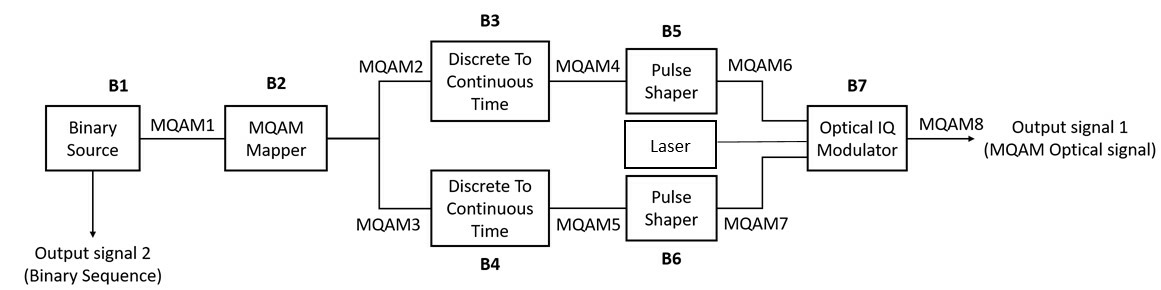 B1
Binary
Source
MQAM1
Output signal 2
(Binary Sequence)
B2
MQAM
Mapper
MQAM2
MQAM3
B3
Discrete To
Continuous
Time
Discrete To
Continuous
Time
B4
MQAM4
MQAM5
B5
Pulse
Shaper
Laser
Pulse
Shaper
B6
MQAM6
MQAM7
B7
Optical IQ
Modulator
MQAM8
Output signal 1
(MQAM Optical signal)